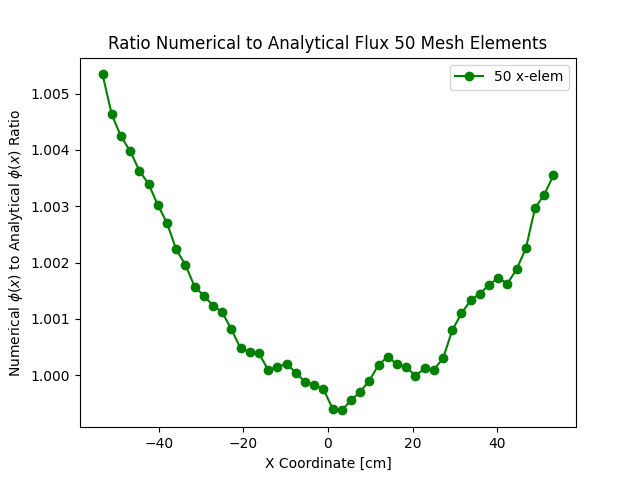 Ratio Numerical to Analytical Flux 50 Mesh Elements
50 x-elem
Numerical ϕ(x) to Analytical ϕ(x) Ratio
1.005
1.004
1.003
1.002
1.001
1.000
−40
−20
0
20
40
X Coordinate [cm]